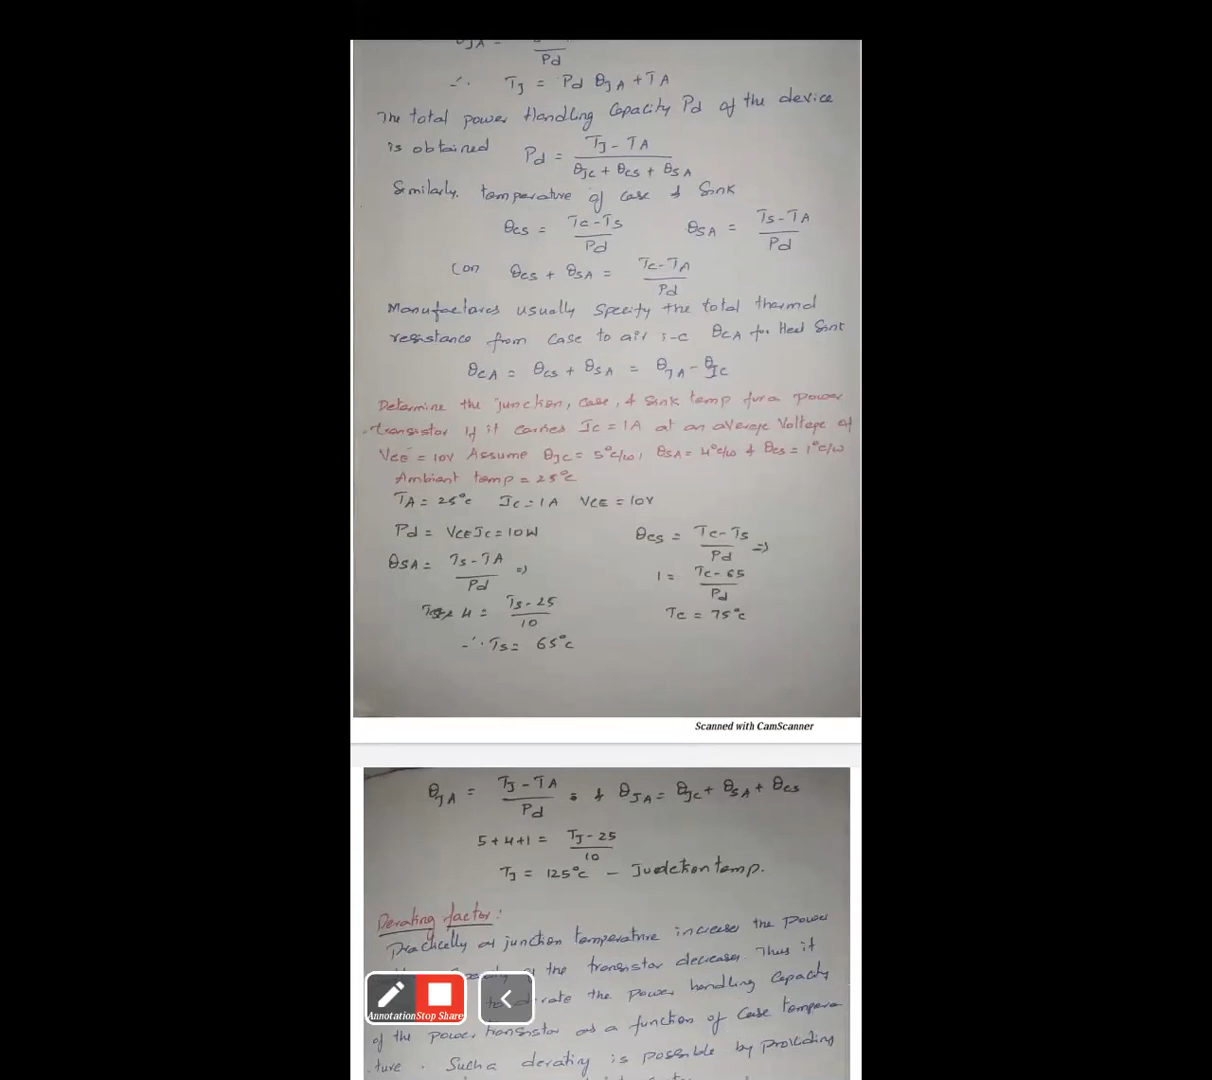 Pd
∴ TJ = Pd θJA + TA
The total power Handling Capacity Pd of the device
is obtained Pd = TJ - TA / θJC + θCS + θSA
Similarly. temperature of case & Sink
θCS = TC - TS / Pd θSA = TS - TA / Pd
(or) θCS + θSA = TC - TA / Pd
Manufactures usually specify the total thermal
resistance from case to air i-e θCA for Heat Sink
θCA = θCS + θSA = θJA - θJC
Determine the junction, case, & sink temp for a power
transistor if it carries IC = 1A at an average voltage of
VCE = 10V Assume θJC = 5°C/W, θSA = 4°C/W & θCS = 1°C/W
Ambient temp = 25°C
TA = 25°C IC = 1A VCE = 10V
Pd = VCE IC = 10W
θSA = TS - TA / Pd ⇒
4 = TS - 25 / 10
∴ TS = 65°C
θCS = TC - TS / Pd ⇒
1 = TC - 65 / Pd
TC = 75°C
Scanned with CamScanner
θJA = TJ - TA / Pd & θJA = θJC + θSA + θCS
5 + 4 + 1 = TJ - 25 / 10
TJ = 125°C - Junction temp.
Derating factor :
Practically as junction temperature increases the power
of the transistor decreases. Thus it
derate the power handling capacity
of the power transistor as a function of case tempera
ture. Such a derating is possible by providing
Annotation Stop Share